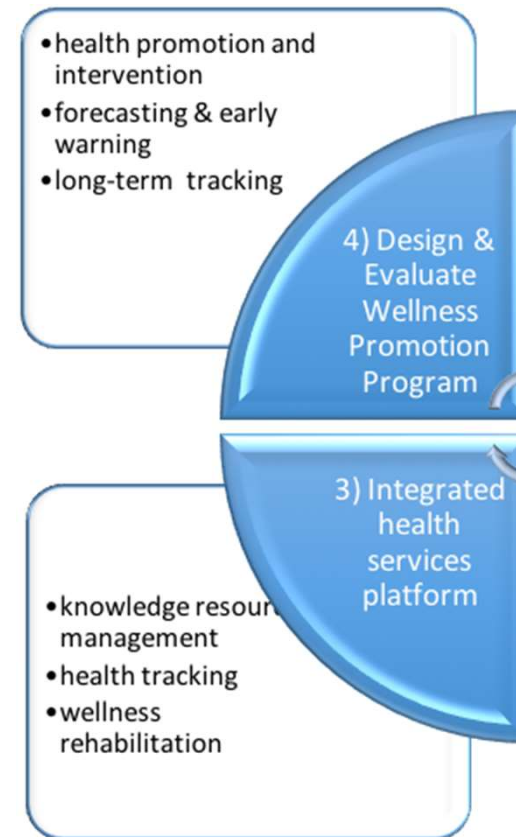 •health promotion and
intervention
•forecasting & early
warning
•long-term tracking
4) Design &
Evaluate
Wellness
Promotion
Program
3) Integrated
health
services
platform
•knowledge
management
•health tracking
•wellness
rehabilitation